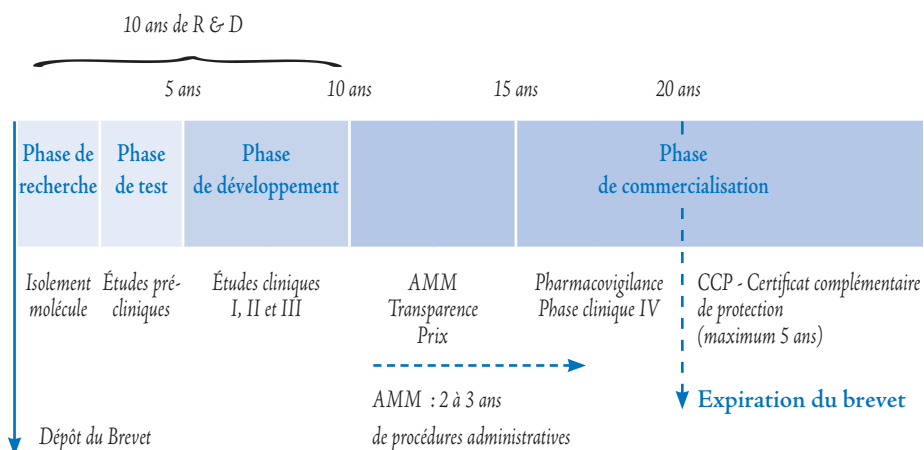 10 ans de R & D
5 ans
10 ans
15 ans
20 ans
Phase de
recherche
Phase
de test
Phase
de développement
Phase
de commercialisation
Isolement
molécule
Études pré-
cliniques
Études cliniques
I, II et III
AMM
Transparence
Prix
Pharmacovigilance
Phase clinique IV
CCP - Certificat complémentaire
de protection
(maximum 5 ans)
AMM : 2 à 3 ans
de procédures administratives
Expiration du brevet
Dépôt du Brevet